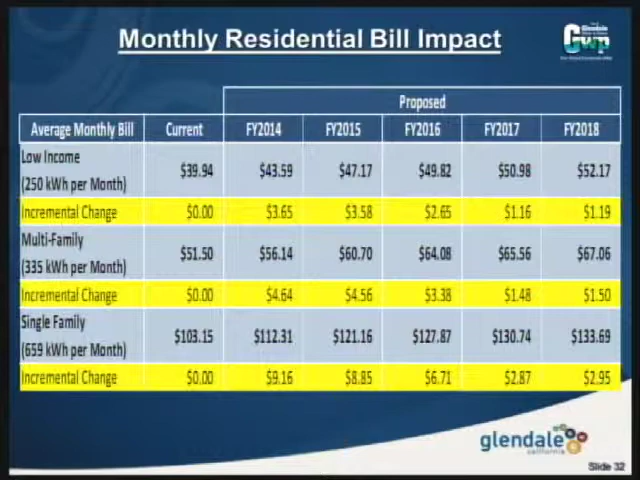 Monthly Residential Bill Impact
Glendale
GWP
Proposed
Average Monthly Bill Current FY2014 FY2015 FY2016 FY2017 FY2018
Low Income
(250 kWh per Month) $39.94 $43.59 $47.17 $49.82 $50.98 $52.17
Incremental Change $0.00 $3.65 $3.58 $2.65 $1.16 $1.19
Multi-Family
(335 kWh per Month) $51.50 $56.14 $60.70 $64.08 $65.56 $67.06
Incremental Change $0.00 $4.64 $4.56 $3.38 $1.48 $1.50
Single Family
(659 kWh per Month) $103.15 $112.31 $121.16 $127.87 $130.74 $133.69
Incremental Change $0.00 $9.16 $8.85 $6.71 $2.87 $2.95
glendale
california
Slide 32